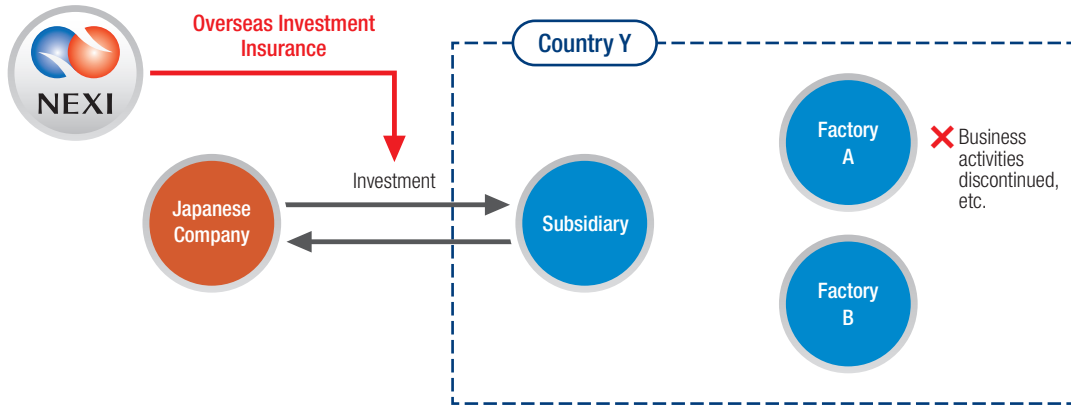 NEXI
Overseas Investment
Insurance
Country Y
Investment
Japanese
Company
Subsidiary
Factory
A
Business
activities
discontinued,
etc.
Factory
B